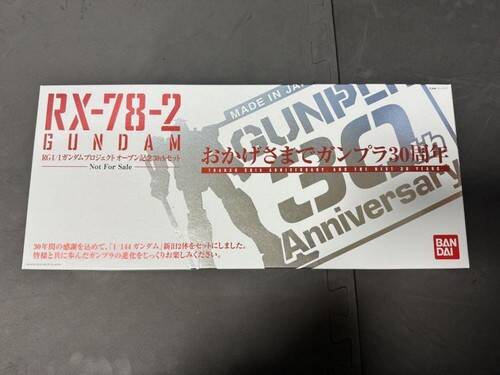 RX-78-2
GUNDAM
RG1/1ガンダムプロジェクト オープン記念30thセット
Not For Sale
MADE IN JAPAN
GUNPLA
30th
Anniversary
おかげさまでガンプラ30周年
30年間の感謝を込めて、「1/144ガンダム」新旧2体をセットにしました。
皆様と共に歩んだガンプラの進化をじっくりお楽しみください。
BAN
DAI